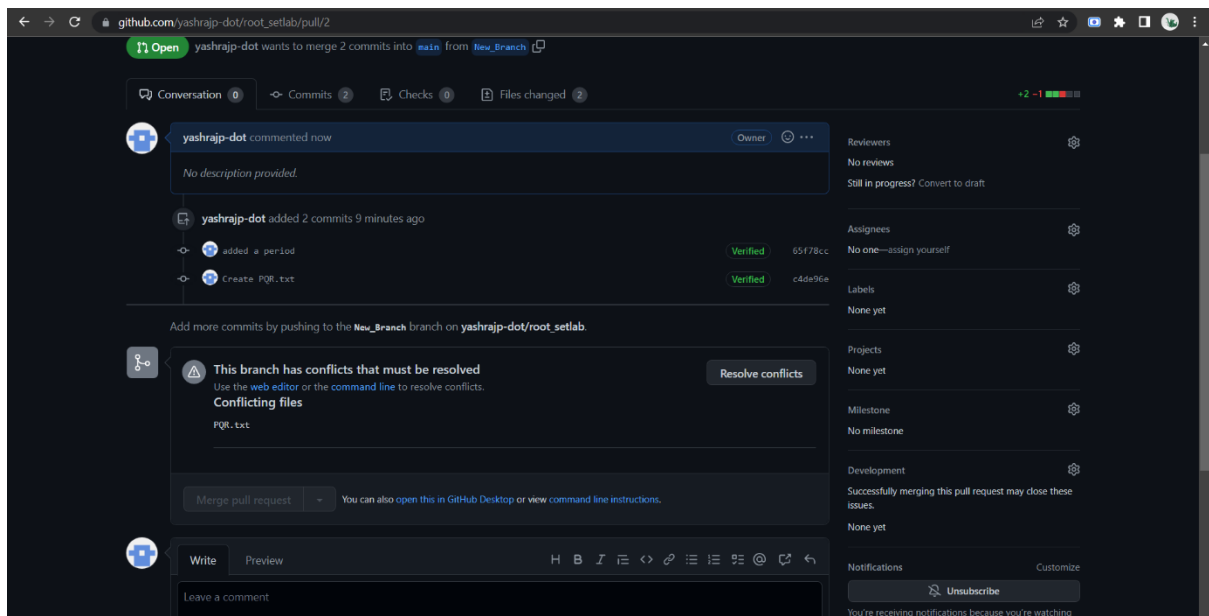 github.com/yashrajp-dot/root_setlab/pull/2
Open yashrajp-dot wants to merge 2 commits into main from New_Branch
Conversation 0 Commits 2 Checks 0 Files changed 2 +2 −1
yashrajp-dot commented now Owner
No description provided.
yashrajp-dot added 2 commits 9 minutes ago
added a period Verified 65f78cc
Create PQR.txt Verified c4de96e
Add more commits by pushing to the New_Branch branch on yashrajp-dot/root_setlab.
This branch has conflicts that must be resolved
Use the web editor or the command line to resolve conflicts.
Resolve conflicts
Conflicting files
PQR.txt
Merge pull request You can also open this in GitHub Desktop or view command line instructions.
Write Preview H B I
Leave a comment
Reviewers
No reviews
Still in progress? Convert to draft
Assignees
No one—assign yourself
Labels
None yet
Projects
None yet
Milestone
No milestone
Development
Successfully merging this pull request may close these
issues.
None yet
Notifications Customize
Unsubscribe
You're receiving notifications because you're watching